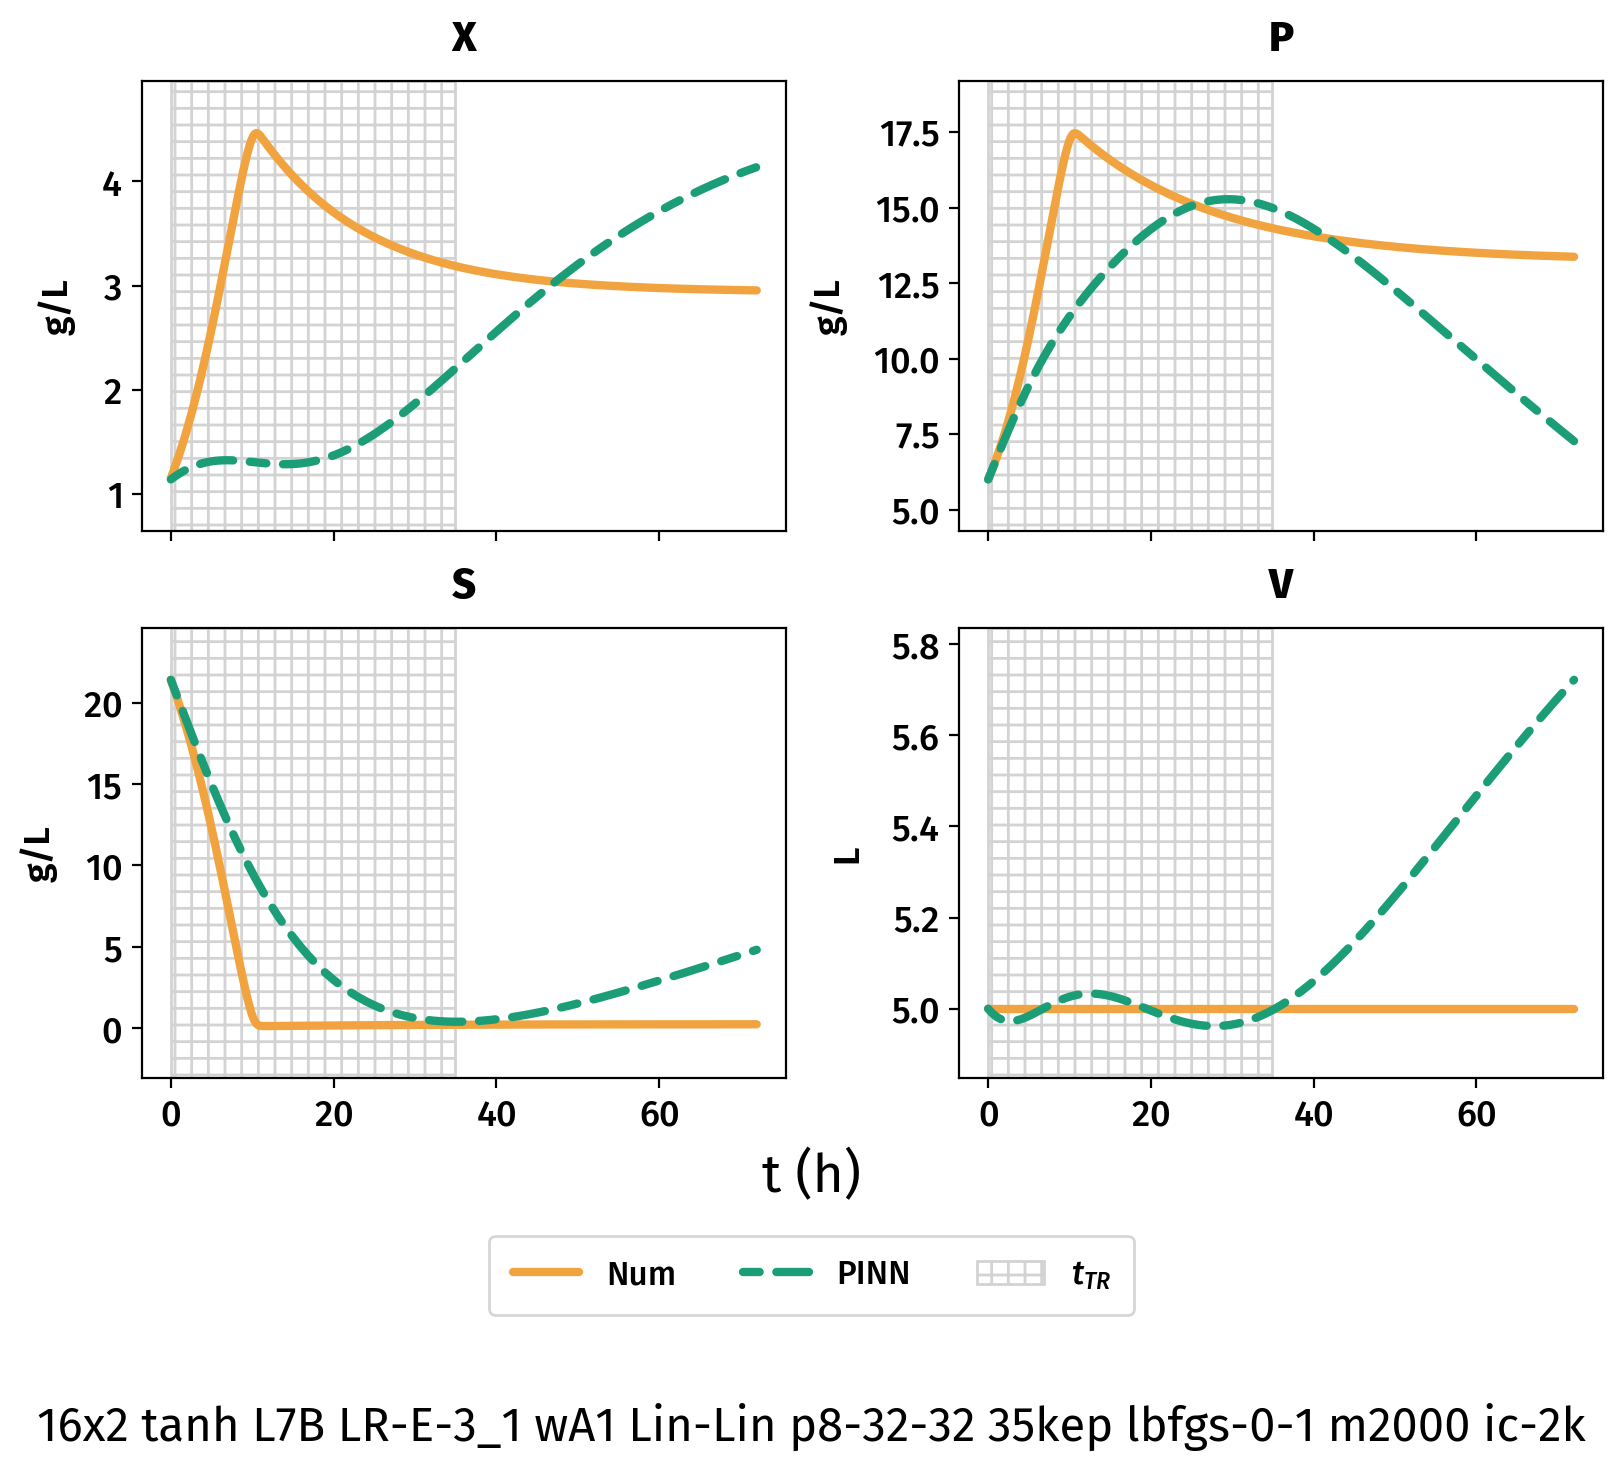 X
P
4
3
2
1
g/L
17.5
15.0
12.5
10.0
7.5
5.0
g/L
S
V
20
15
10
5
0
g/L
5.8
5.6
5.4
5.2
5.0
L
0 20 40 60
0 20 40 60
t (h)
Num PINN t_TR
16x2 tanh L7B LR-E-3_1 wA1 Lin-Lin p8-32-32 35kep lbfgs-0-1 m2000 ic-2k